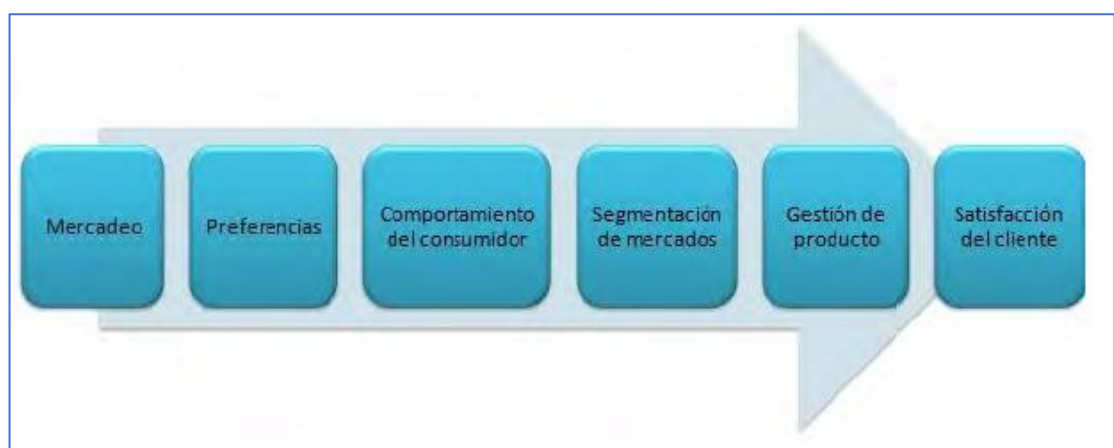 Mercadeo
Preferencias
Comportamiento
del consumidor
Segmentación
de mercados
Gestión de
producto
Satisfacción
del cliente